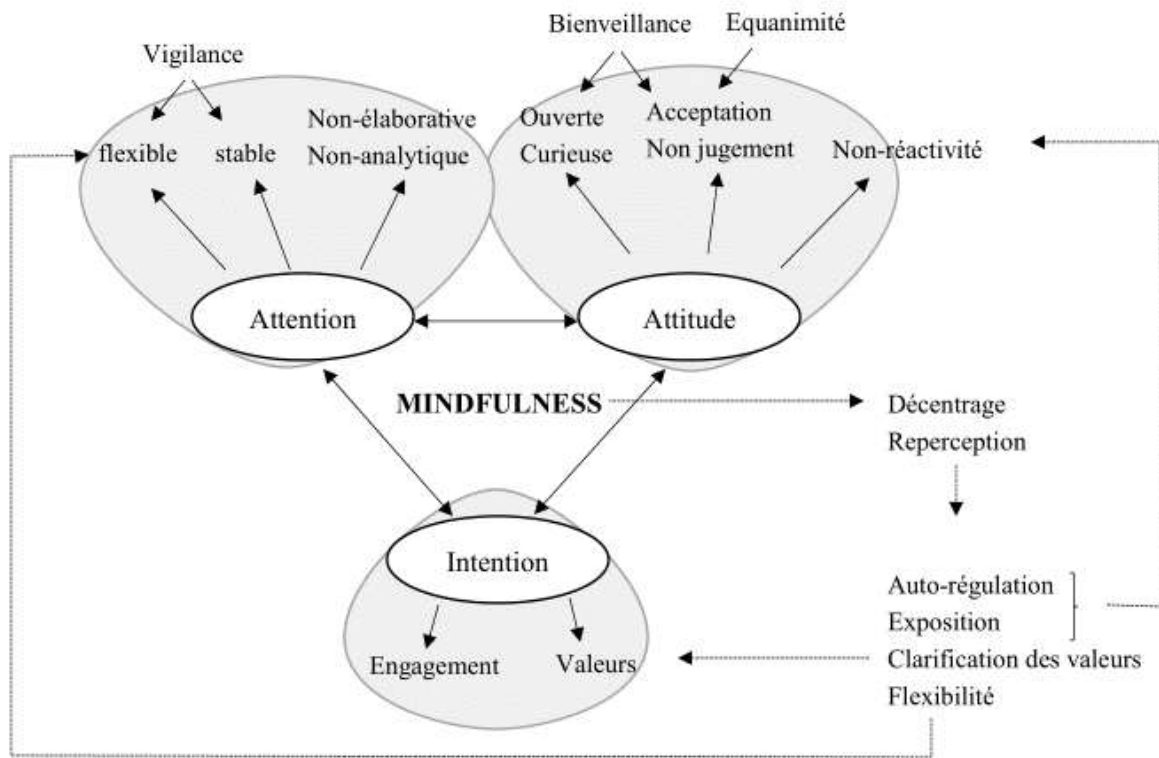 Bienveillance
Equanimité
Vigilance
Non-élaborative
Non-analytique
flexible
stable
Ouverte
Curieuse
Acceptation
Non jugement
Non-réactivité
Attention
Attitude
MINDFULNESS
Décentrage
Reperception
Intention
Engagement
Valeurs
Auto-régulation
Exposition
Clarification des valeurs
Flexibilité